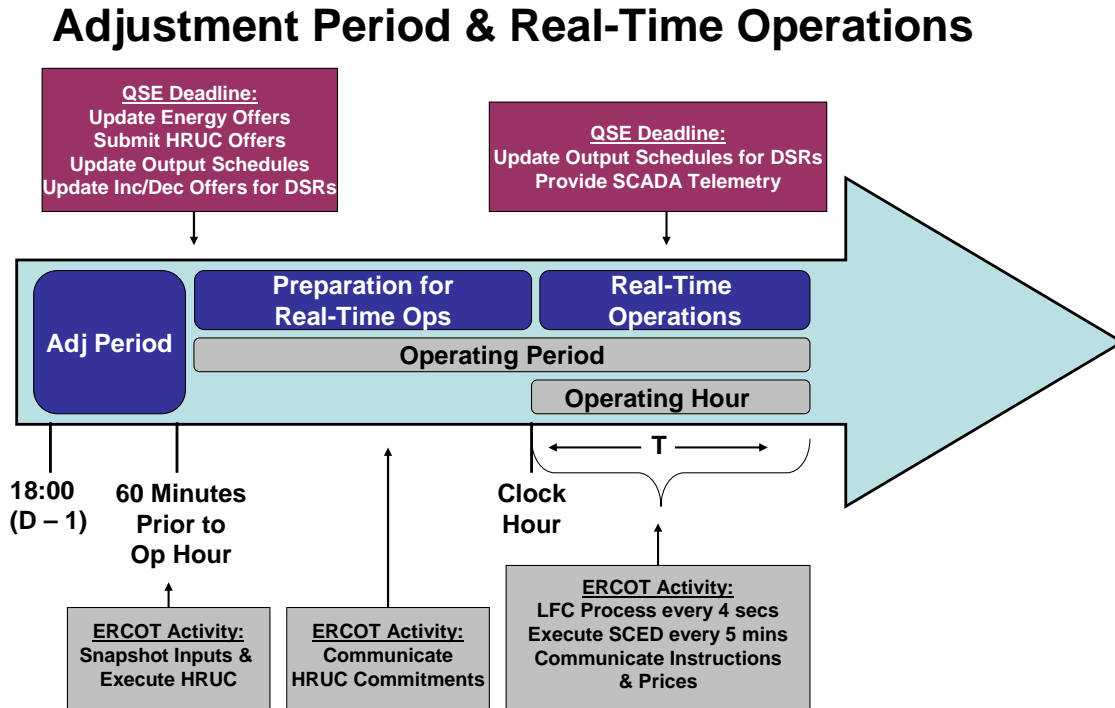 Adjustment Period & Real-Time Operations
QSE Deadline:
Update Energy Offers
Submit HRUC Offers
Update Output Schedules
Update Inc/Dec Offers for DSRs
QSE Deadline:
Update Output Schedules for DSRs
Provide SCADA Telemetry
Adj Period
Preparation for
Real-Time Ops
Real-Time
Operations
Operating Period
Operating Hour
T
18:00
(D – 1)
60 Minutes
Prior to
Op Hour
Clock
Hour
ERCOT Activity:
Snapshot Inputs &
Execute HRUC
ERCOT Activity:
Communicate
HRUC Commitments
ERCOT Activity:
LFC Process every 4 secs
Execute SCED every 5 mins
Communicate Instructions
& Prices